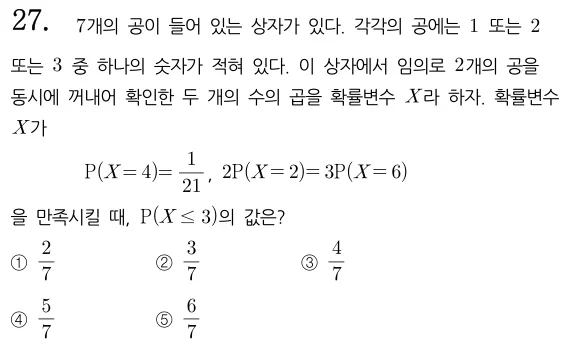 27. 7개의 공이 들어 있는 상자가 있다. 각각의 공에는 1 또는 2
또는 3 중 하나의 숫자가 적혀 있다. 이 상자에서 임의로 2개의 공을
동시에 꺼내어 확인한 두 개의 수의 곱을 확률변수 X라 하자. 확률변수
X가
P(X=4)=1/21, 2P(X=2)=3P(X=6)
을 만족시킬 때, P(X≤3)의 값은?
① 2/7 ② 3/7 ③ 4/7
④ 5/7 ⑤ 6/7